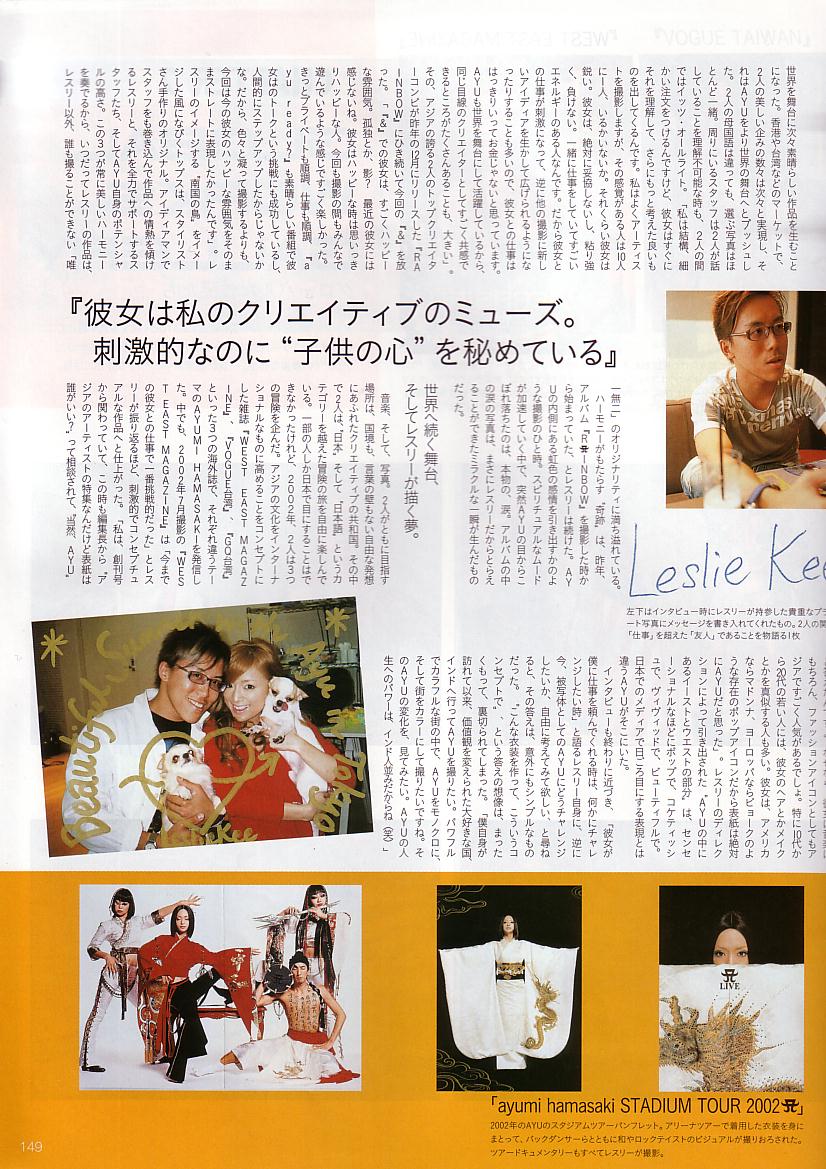 世界を舞台に次々素晴らしい作品を生むこと
になった。香港や台湾などのマーケットで、
2人の美しい企みの数々は次々と実現し、そ
れはAYUをより世界の舞台へとプッシュし
た。2人の母国語は違っても、選ぶ写真はほ
とんど一緒。周りにいるスタッフは2人が話
していることを理解不可能な時も、2人の間
ではイッツ・オールライト。「私は結構、細
かい注文をつけるんですけど、彼女はすぐに
それを理解して、さらにもっと考えた良いも
のを出してくるんです。私はよくアーティス
トを撮影しますが、その感覚がある人は10人
に1人、いるかいないか。それくらい彼女は
鋭い。彼女は、絶対に妥協しないし、粘り強
く、負けない。一緒に仕事をしていてすごい
エネルギーのある人なんです。だから彼女と
の仕事が刺激になって、逆に他の撮影に新し
いアイディアを生かして広げられるようにな
ったりすることも多いので、彼女との仕事は
はっきりいってお金じゃないと思っています。
AYUも世界を舞台にして活躍しているから、
同じ目線のクリエイターとしてすごく共感で
きるところがたくさんあることも、大きい」。
その、アジアの誇る2人のトップクリエイタ
ーコンビが昨年の12月にリリースした『RA
INBOW』にひき続いて今回の『&』を放
った。「『&』での彼女は、すごくハッピー
な雰囲気。孤独とか、影? 最近の彼女には
感じないね。彼女はハッピーな時は思いっき
りハッピーな人。今回も撮影の間もみんなで
遊んでいるような感じですごく楽しかった。
きっとプライベートも順調、仕事も順調。『a
yu ready?』も素晴らしい番組で彼
女はトークという挑戦にも成功しているし、
人間的にステップアップしたからじゃないか
な。だから、色々と凝って撮影するよりも、
今回は今の彼女のハッピーな雰囲気をそのま
まストレートに表現したかったんです」。レ
スリーのイメージする"南国の鳥"をイメー
ジした風になびくトップスは、スタイリスト
さん手作りのオリジナル。アイディアマンで
スタッフをも巻き込んで作品への情熱を傾け
るレスリーと、それを全力でサポートするス
タッフたち、そしてAYU自身のポテンシャ
ルの高さ。この3つが常に美しいハーモニー
を奏でるから、いつだってレスリーの作品は、
レスリー以外、誰も撮ることができない「唯
『彼女は私のクリエイティブのミューズ。
刺激的なのに"子供の心"を秘めている』
一無二」のオリジナリティに満ち溢れている。
ハーモニーがもたらす"奇跡"は、昨年、
アルバム『RAINBOW』を撮影した時か
ら始まっていた、とレスリーは続けた。AY
Uの内側にある虹色の感情を引き出すかのよ
うな撮影のひと時。スピリチュアルなムード
が加速していく中で、突然AYUの目からこ
ぼれ落ちたのは、本物の、涙。アルバムの中
の涙の写真は、まさにレスリーだからとらえ
ることができたミラクルな一瞬が生んだもの
だった。
世界へ続く舞台、
そしてレスリーが描く夢。
音楽、そして、写真。2人がともに目指す
場所は、国境も、言葉の壁もない自由な発想
にあふれたクリエイティブの共和国。その中
で2人は、"日本"、そして"日本語"というカ
テゴリーを越えた冒険の旅を自由に楽しんで
いる。一部の人しか日本で目にすることはで
きなかったけれど、2002年、2人は3つ
の冒険を企んだ。アジアの文化をインターナ
ショナルなものに高めることをコンセプトに
した雑誌『WEST EAST MAGAZ
INE』、『VOGUE台湾』、『GQ台湾』
といった3つの海外誌で、それぞれ違うテー
マのAYUMI HAMASAKIを発信し
た。中でも、2002年7月撮影の『WES
T EAST MAGAZINE』は「今まで
の彼女との仕事で一番挑戦的だった」とレス
リーが振り返るほど、刺激的でコンセプチュ
アルな作品へと仕上がった。「私は、創刊号
から関わっていて、この時も編集長から"ア
ジアのアーティストの特集なんだけど表紙は
誰がいい?"って相談されて、"当然、AYU"
Leslie Kee
左下はインタビュー時にレスリーが持参した貴重なプラ
ート写真にメッセージを書き入れてくれたもの。2人の関
「仕事」を超えた「友人」であることを物語る1枚
もちろん、ファッションアイコンとしてもア
ジアですごく人気があるでしょ。特に10代か
ら20代の若い人には、彼女のヘアとかメイク
とかを真似する人も多い。彼女は、アメリカ
ならマドンナ、ヨーロッパならビョークのよ
うな存在のポップアイコンだから表紙は絶対
にAYUだと思った」。レスリーのディレク
ションによって引き出された"AYUの中に
あるイーストとウエストの部分"は、センセ
ーショナルなほどにポップで、コケティッシ
ュで、ヴィヴィッドで、ビューティフルで。
日本でのメディアで日ごろ目にする表現とは
違うAYUがそこにいた。
インタビューも終わりに近づき、「彼女が
僕に仕事を頼んでくれる時は、何かにチャレ
ンジしたい時」と語るレスリー自身に、逆に
今、被写体としてのAYUにどうチャレンジ
したいか、自由に考えてみて欲しい、と尋ね
ると、その答えは、意外にもシンプルなもの
だった。「こんな衣装を作って、こういうコ
ンセプトで」、という答えの想像は、まった
くもって、裏切られてしまった。「僕自身が
訪れて以来、価値観を変えられた大好きな国、
インドへ行ってAYUを撮りたい。パワフル
でカラフルな街の中で、AYUをモノクロに、
そして街をカラーにして撮りたいですね。そ
のAYUの変化を、見てみたい。AYUの人
生へのパワーは、インド人並みだからね(笑)」
Beautiful Summer
Ayu in Tokyo
Leslie Kee
A
LIVE
「ayumi hamasaki STADIUM TOUR 2002 A」
2002年のAYUのスタジアムツアーパンフレット。アリーナツアーで着用した衣装を身に
まとって、バックダンサーらとともに和やロックテイストのビジュアルが撮りおろされた。
ツアードキュメンタリーもすべてレスリーが撮影。
149